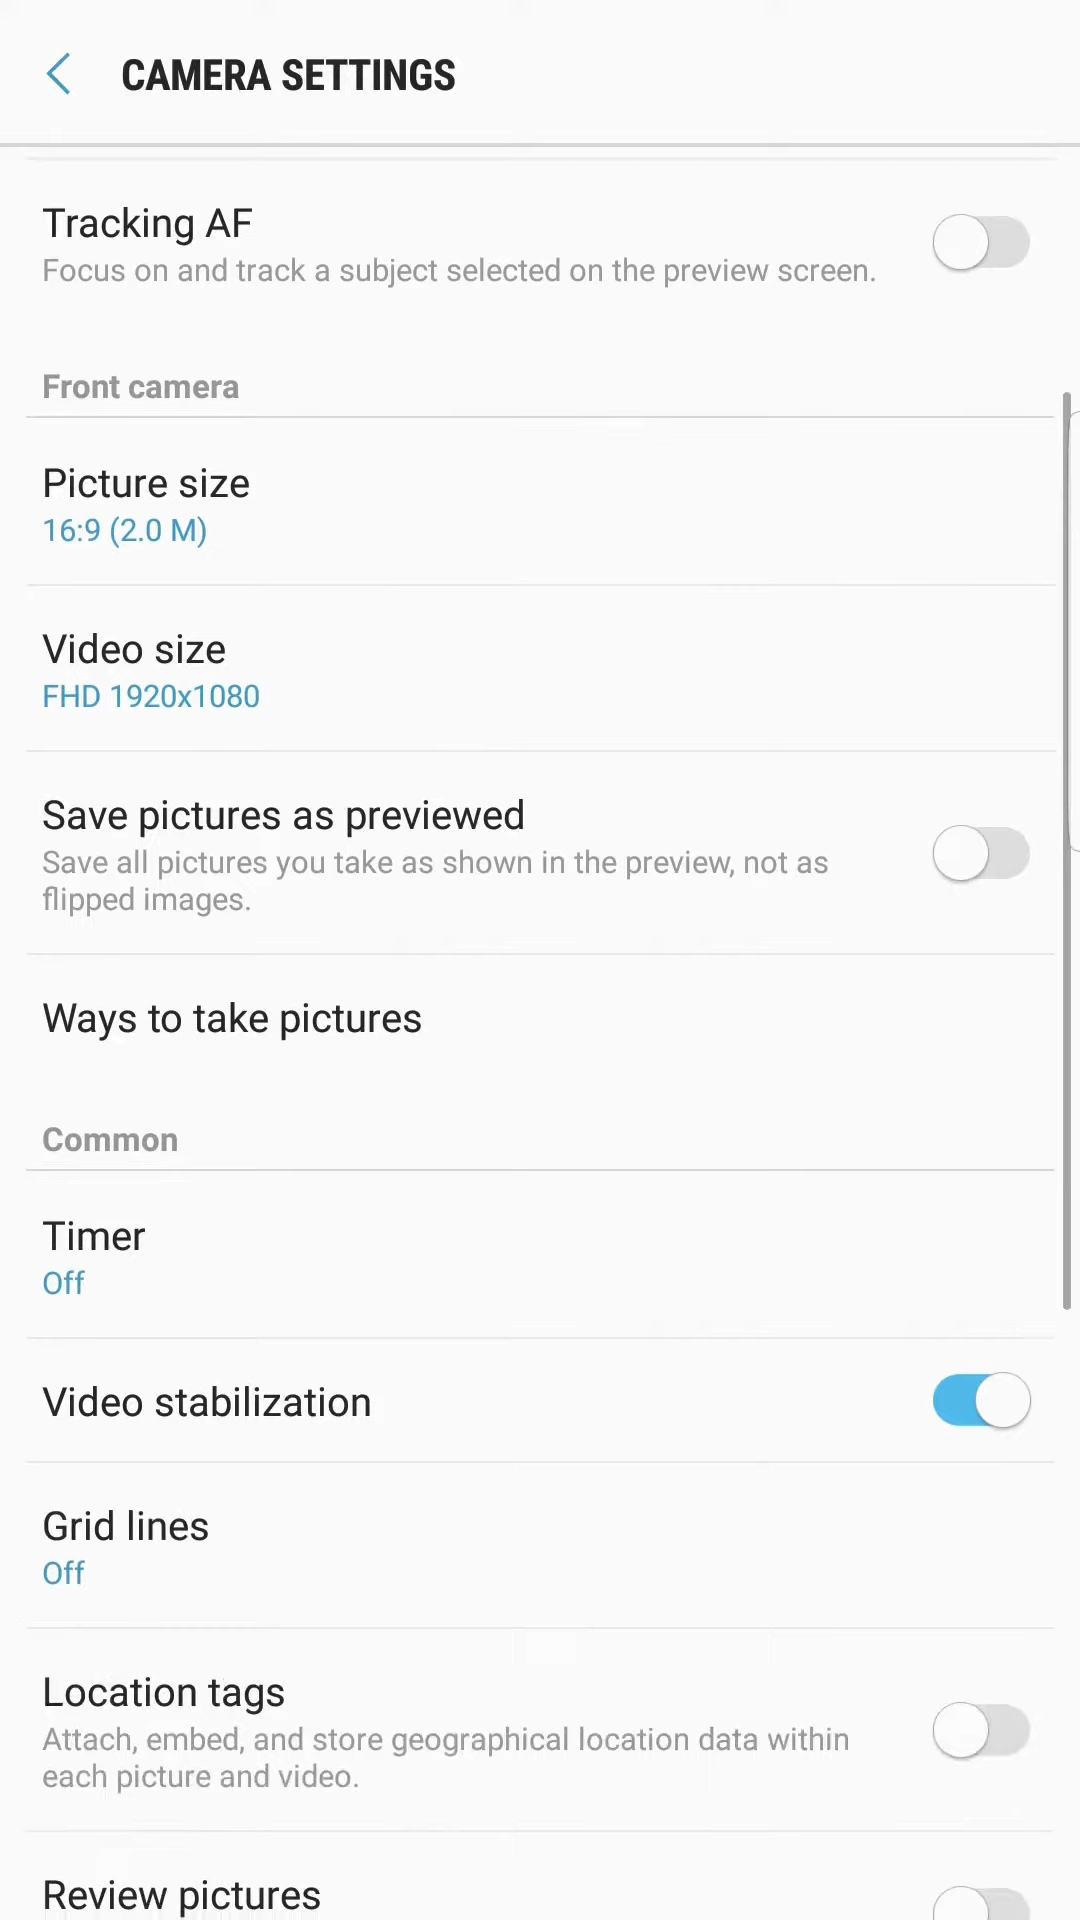 CAMERA SETTINGS
Tracking AF
Focus on and track a subject selected on the preview screen.
Front camera
Picture size
16:9 (2.0 M)
Video size
FHD 1920x1080
Save pictures as previewed
Save all pictures you take as shown in the preview, not as
flipped images.
Ways to take pictures
Common
Timer
Off
Video stabilization
Grid lines
Off
Location tags
Attach, embed, and store geographical location data within
each picture and video.
Review pictures